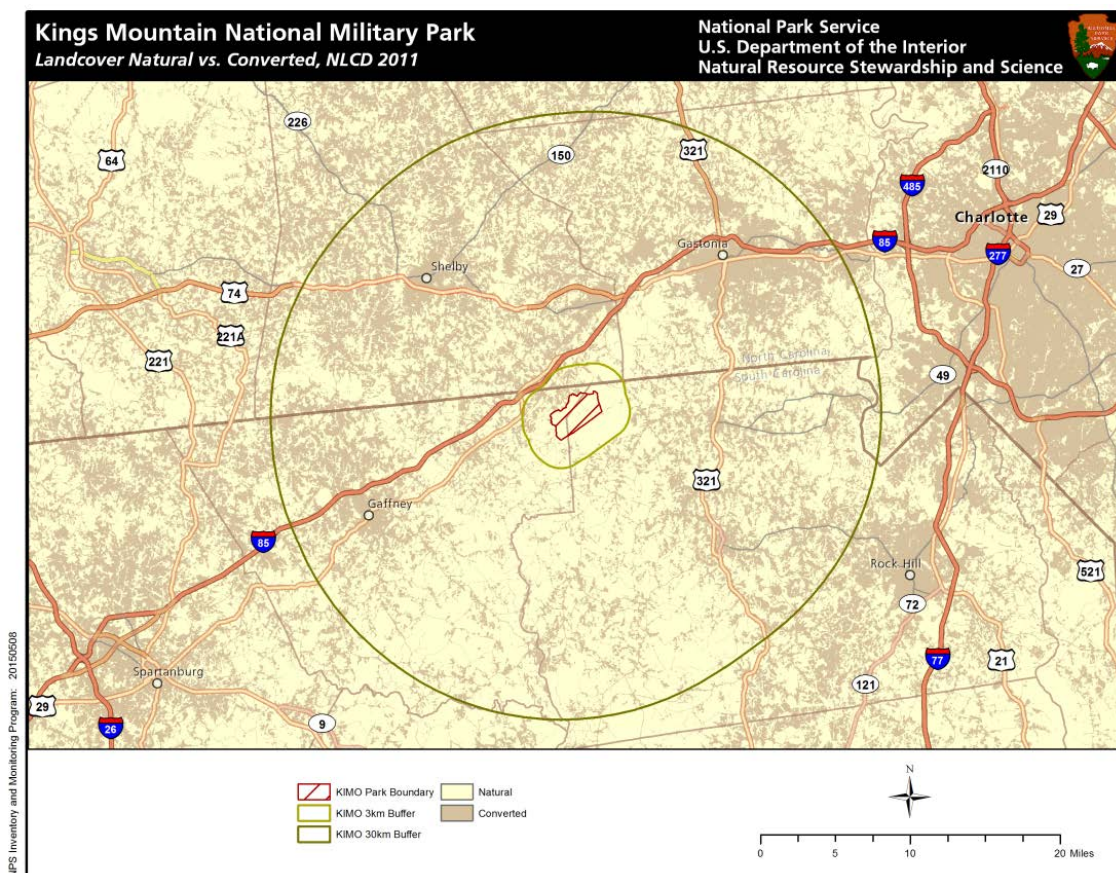 Kings Mountain National Military Park
Landcover Natural vs. Converted, NLCD 2011
National Park Service
U.S. Department of the Interior
Natural Resource Stewardship and Science
NATIONAL
PARK
SERVICE
226
64
150
321
2110
485
Charlotte
29
85
Gastonia
277
27
Shelby
74
221A
221
North Carolina
South Carolina
49
321
Gaffney
85
Rock Hill
521
72
77
21
Spartanburg
121
29
26
9
NPS Inventory and Monitoring Program: 20150508
KIMO Park Boundary
KIMO 3km Buffer
KIMO 30km Buffer
Natural
Converted
N
0 5 10 20 Miles